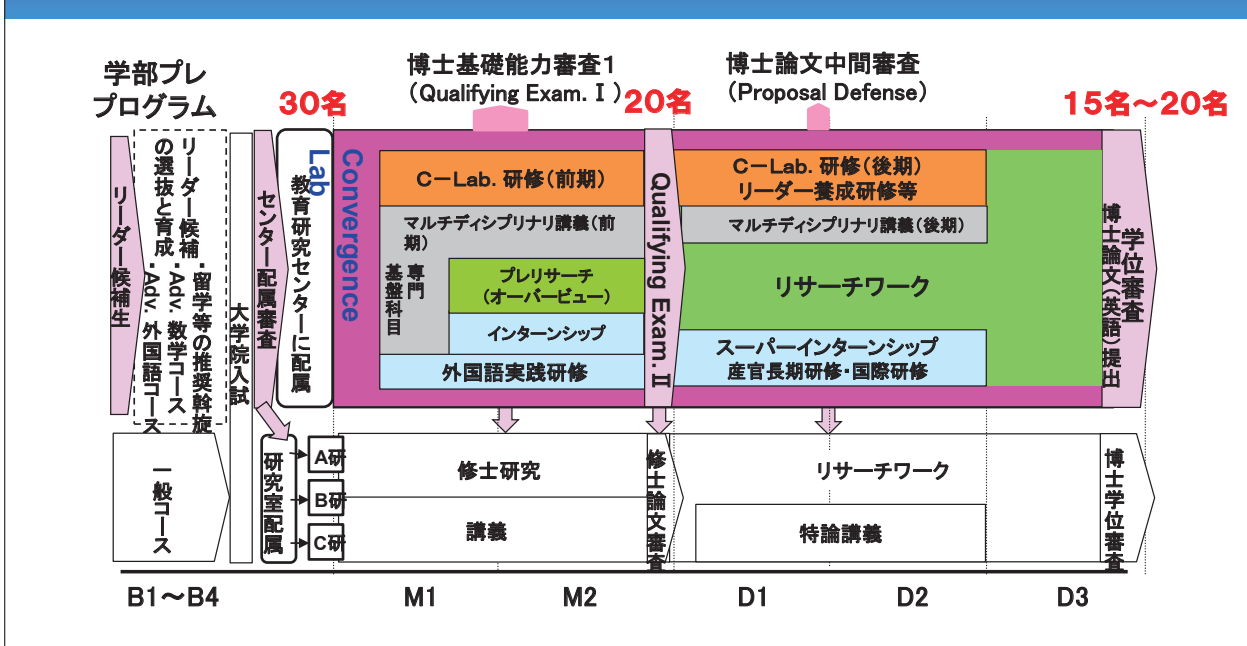 学部プレ
プログラム
30名
博士基礎能力審査1
(Qualifying Exam. Ⅰ)
20名
博士論文中間審査
(Proposal Defense)
15名～20名
リーダー候補生
リーダー候補
の選抜と育成
・留学等の推奨斡旋
・Adv. 数学コース
・Adv. 外国語コース
大学院入試
センター配属審査
教育研究センターに配属
Convergence
Lab
C－Lab. 研修(前期)
マルチディシプリナリ講義(前
期)
専門
基盤科目
プレリサーチ
(オーバービュー)
インターンシップ
外国語実践研修
Qualifying Exam. Ⅱ
C－Lab. 研修(後期)
リーダー養成研修等
マルチディシプリナリ講義(後期)
リサーチワーク
スーパーインターンシップ
産官長期研修・国際研修
博士論文(英語)提出
学位審査
一般コース
研究室配属
A研
B研
C研
修士研究
講義
修士論文審査
リサーチワーク
特論講義
博士学位審査
B1～B4
M1
M2
D1
D2
D3